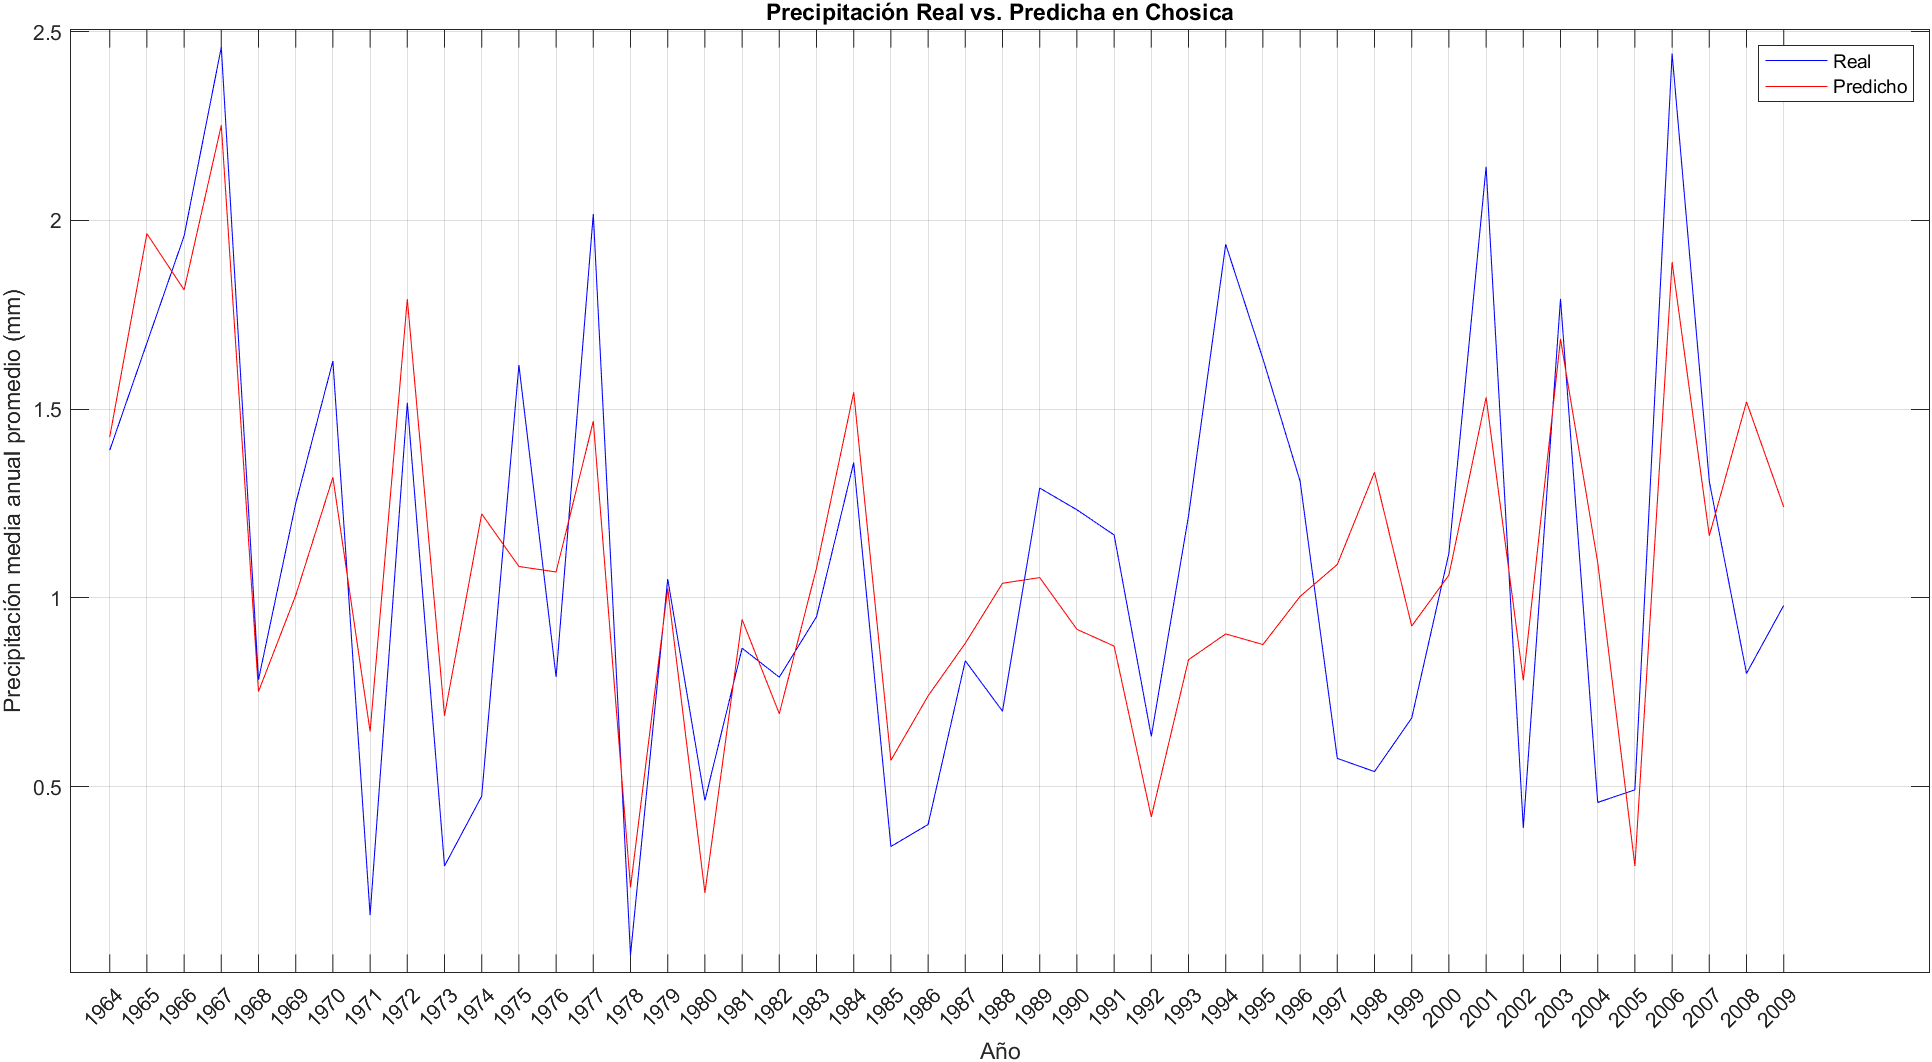 Precipitación Real vs. Predicha en Chosica
Real
Predicho
Precipitación media anual promedio (mm)
2.5
2
1.5
1
0.5
1964 1965 1966 1967 1968 1969 1970 1971 1972 1973 1974 1975 1976 1977 1978 1979 1980 1981 1982 1983 1984 1985 1986 1987 1988 1989 1990 1991 1992 1993 1994 1995 1996 1997 1998 1999 2000 2001 2002 2003 2004 2005 2006 2007 2008 2009
Año